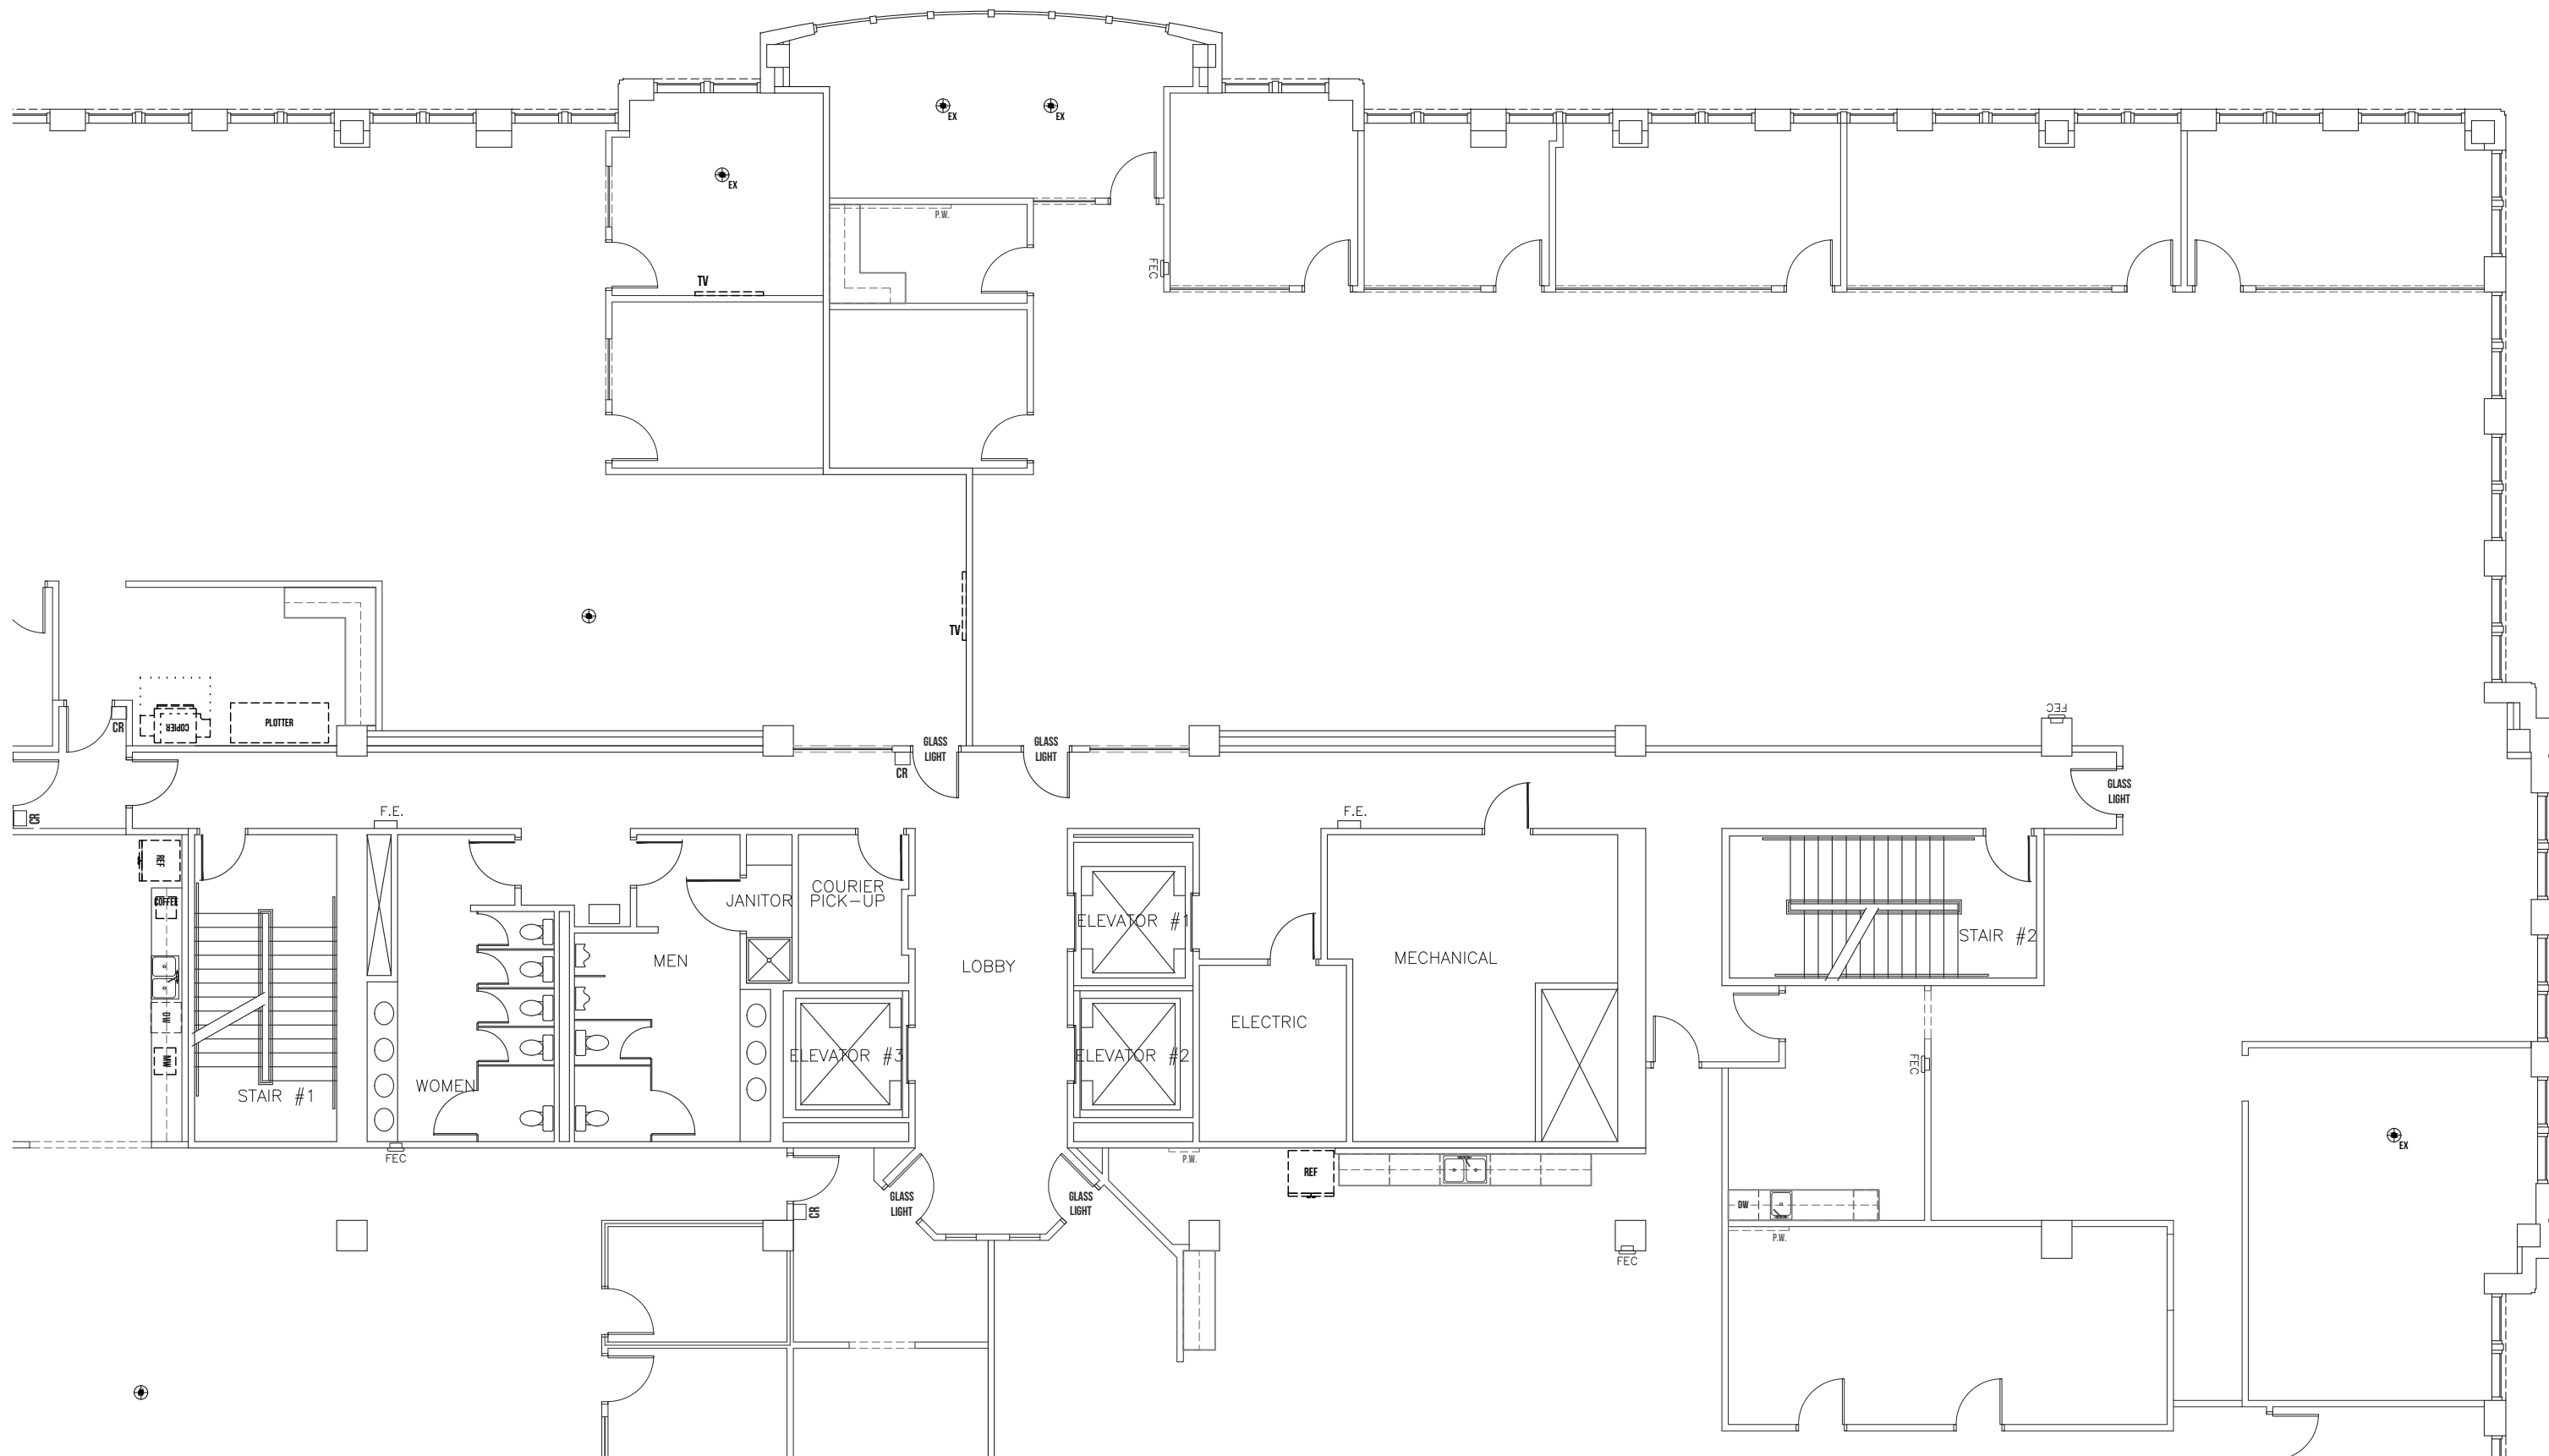 EX
EX
EX
P.W.
FEC
TV
TV
COPIER
PLOTTER
CR
FEC
GLASS
LIGHT
GLASS
LIGHT
CR
GLASS
LIGHT
CR
F.E.
F.E.
REF
COFFEE
JANITOR
COURIER
PICK-UP
ELEVATOR #1
STAIR #2
MEN
LOBBY
MECHANICAL
DW
ELECTRIC
MW
ELEVATOR #3
ELEVATOR #2
FEC
WOMEN
STAIR #1
EX
FEC
P.W.
REF
GLASS
LIGHT
GLASS
LIGHT
CR
DW
P.W.
FEC